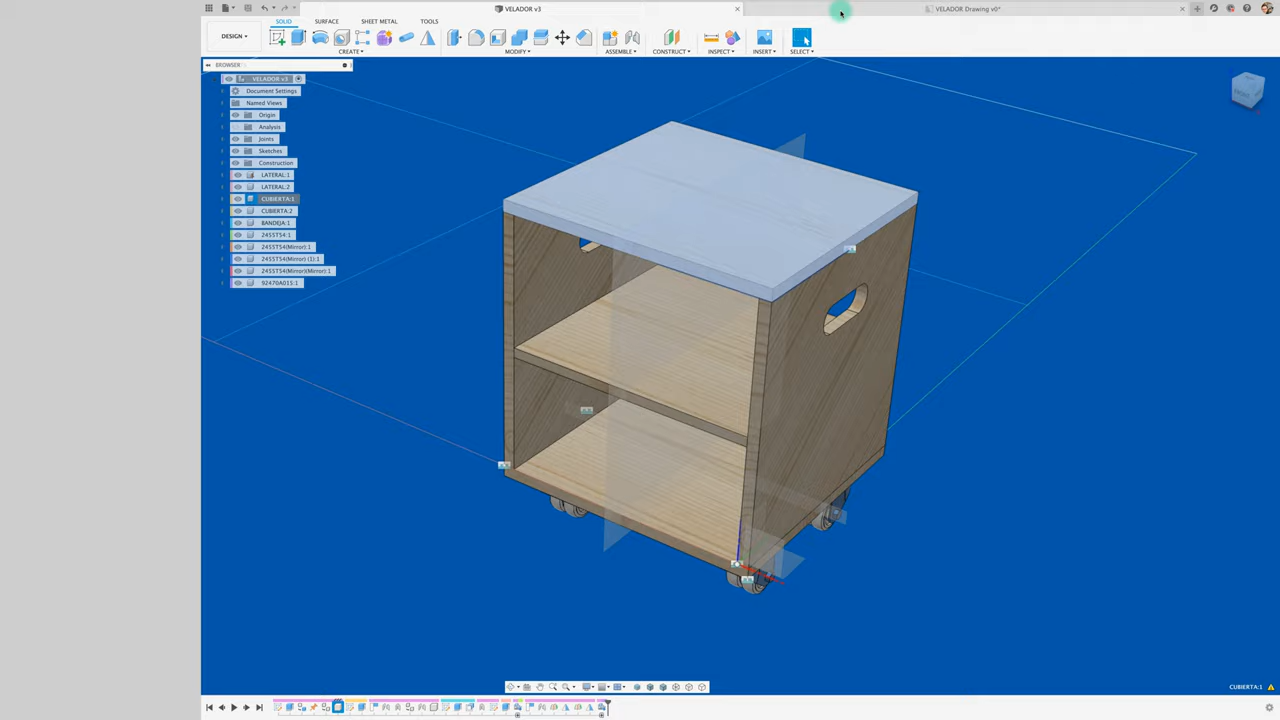 VELADOR v3
VELADOR Drawing v0*
SOLID
SURFACE
SHEET METAL
TOOLS
DESIGN
CREATE
MODIFY
ASSEMBLE
CONSTRUCT
INSPECT
INSERT
SELECT
BROWSER
VELADOR v3
Document Settings
Named Views
Origin
Analysis
Joints
Sketches
Construction
LATERAL:1
LATERAL:2
CUBIERTA:1
CUBIERTA:2
BANDEJA:1
2455T54:1
2455T54(Mirror):1
2455T54(Mirror) (1):1
2455T54(Mirror)(Mirror):1
92470A015:1
CUBIERTA:1